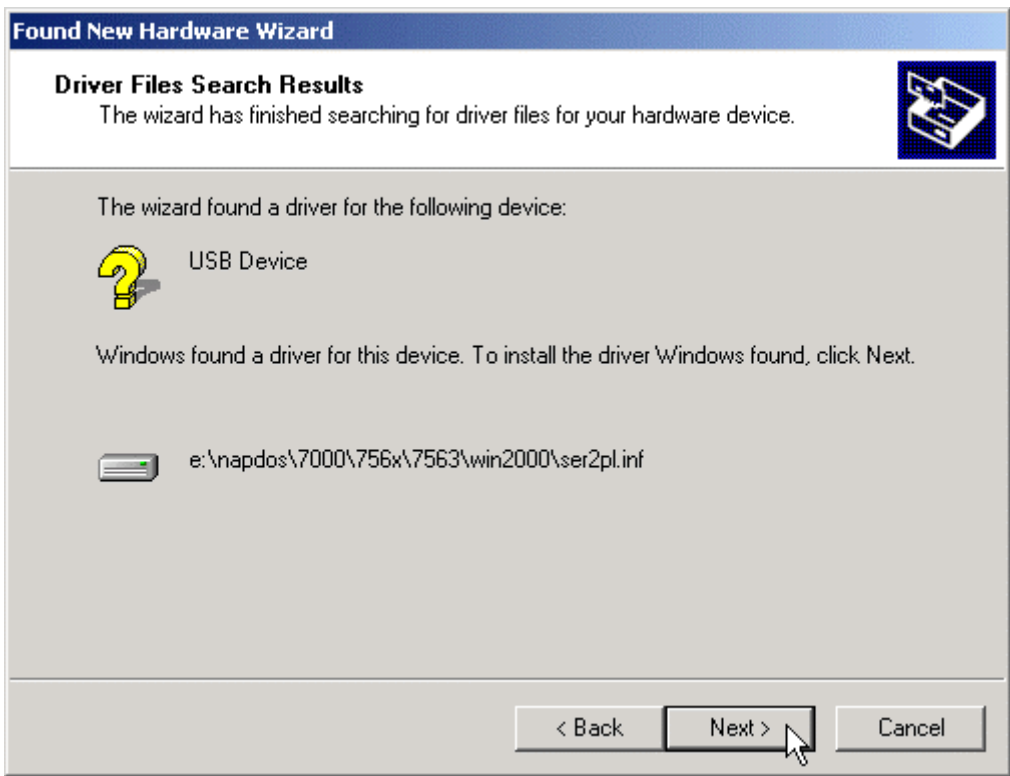 Found New Hardware Wizard
Driver Files Search Results
The wizard has finished searching for driver files for your hardware device.
The wizard found a driver for the following device:
USB Device
Windows found a driver for this device. To install the driver Windows found, click Next.
e:\napdos\7000\756x\7563\win2000\ser2pl.inf
< Back
Next >
Cancel